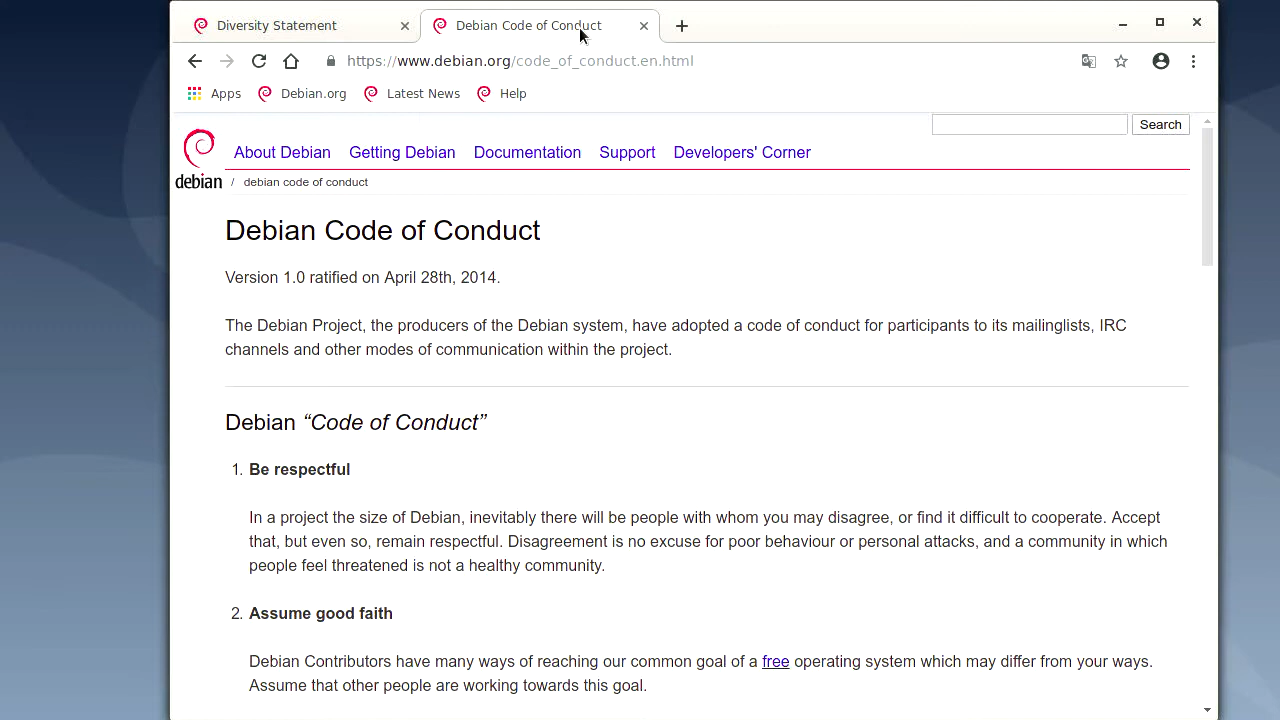 Diversity Statement
Debian Code of Conduct
https://www.debian.org/code_of_conduct.en.html
Apps
Debian.org
Latest News
Help
Search
debian
About Debian
Getting Debian
Documentation
Support
Developers' Corner
/ debian code of conduct
Debian Code of Conduct
Version 1.0 ratified on April 28th, 2014.
The Debian Project, the producers of the Debian system, have adopted a code of conduct for participants to its mailinglists, IRC
channels and other modes of communication within the project.
Debian “Code of Conduct”
1. Be respectful
In a project the size of Debian, inevitably there will be people with whom you may disagree, or find it difficult to cooperate. Accept
that, but even so, remain respectful. Disagreement is no excuse for poor behaviour or personal attacks, and a community in which
people feel threatened is not a healthy community.
2. Assume good faith
Debian Contributors have many ways of reaching our common goal of a free operating system which may differ from your ways.
Assume that other people are working towards this goal.